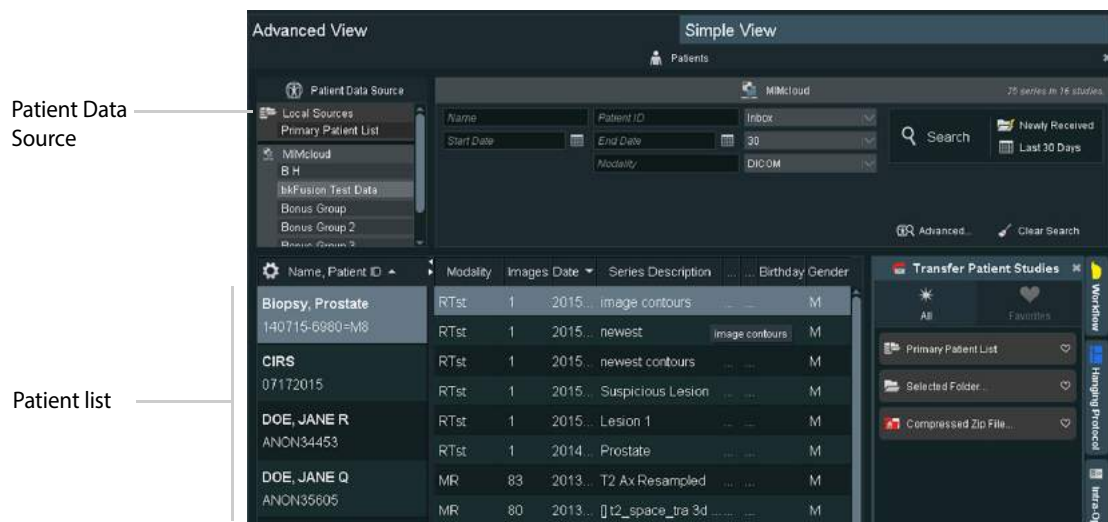 Advanced View
Simple View
Patients
Patient Data
Source
Patient Data Source
Local Sources
Primary Patient List
MIMcloud
B H
bkFusion Test Data
Bonus Group
Bonus Group 2
Bonus Group 3
MIMcloud
25 series in 16 studies.
Name
Patient ID
Inbox
Start Date
End Date
30
Modality
DICOM
Search
Newly Received
Last 30 Days
Advanced...
Clear Search
Patient list
Name, Patient ID
Biopsy, Prostate
140715-6980=M8
CIRS
07172015
DOE, JANE R
ANON34453
DOE, JANE Q
ANON35605
Modality Images Date Series Description ... ... Birthday Gender
RTst 1 2015... image contours ... ... M
RTst 1 2015... newest image contours M
RTst 1 2015... newest contours ... ... M
RTst 1 2015... Suspicious Lesion ... ... M
RTst 1 2015... Lesion 1 ... ... M
RTst 1 2014... Prostate ... ... M
MR 83 2013... T2 Ax Resampled ... ... M
MR 80 2013... [] t2_space_tra 3d ... ... M
Transfer Patient Studies
All
Favorites
Primary Patient List
Selected Folder...
Compressed Zip File...
Workflow
Hanging Protocol